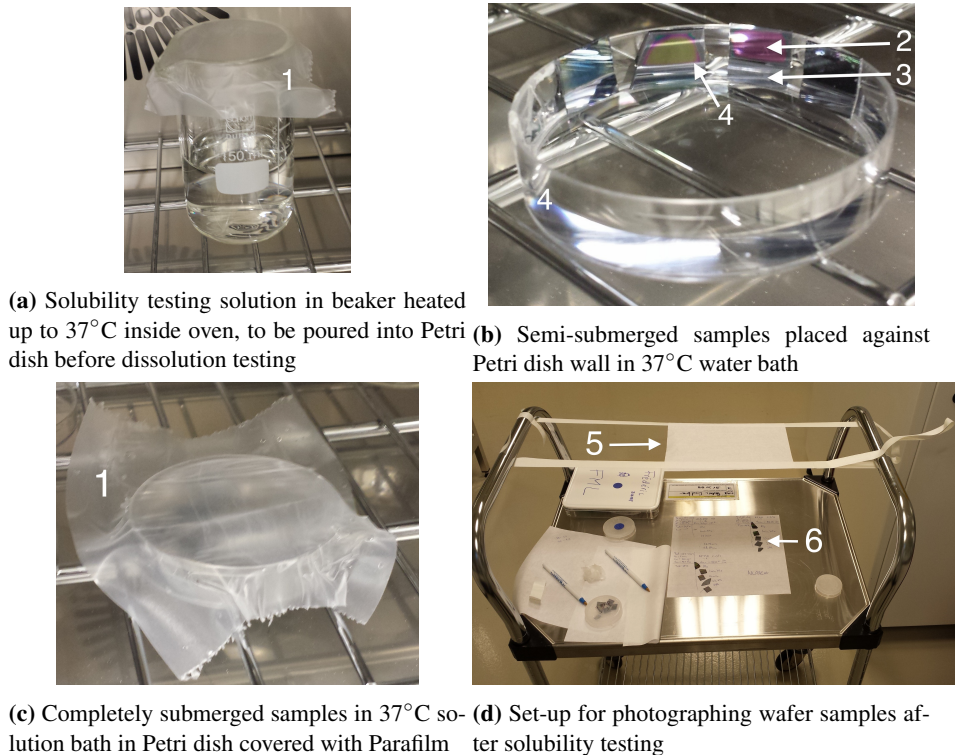 1
150 ml
2
3
4
4
(a) Solubility testing solution in beaker heated
up to 37°C inside oven, to be poured into Petri
dish before dissolution testing
(b) Semi-submerged samples placed against
Petri dish wall in 37°C water bath
1
5
FML
6
(c) Completely submerged samples in 37°C so-
lution bath in Petri dish covered with Parafilm
(d) Set-up for photographing wafer samples af-
ter solubility testing